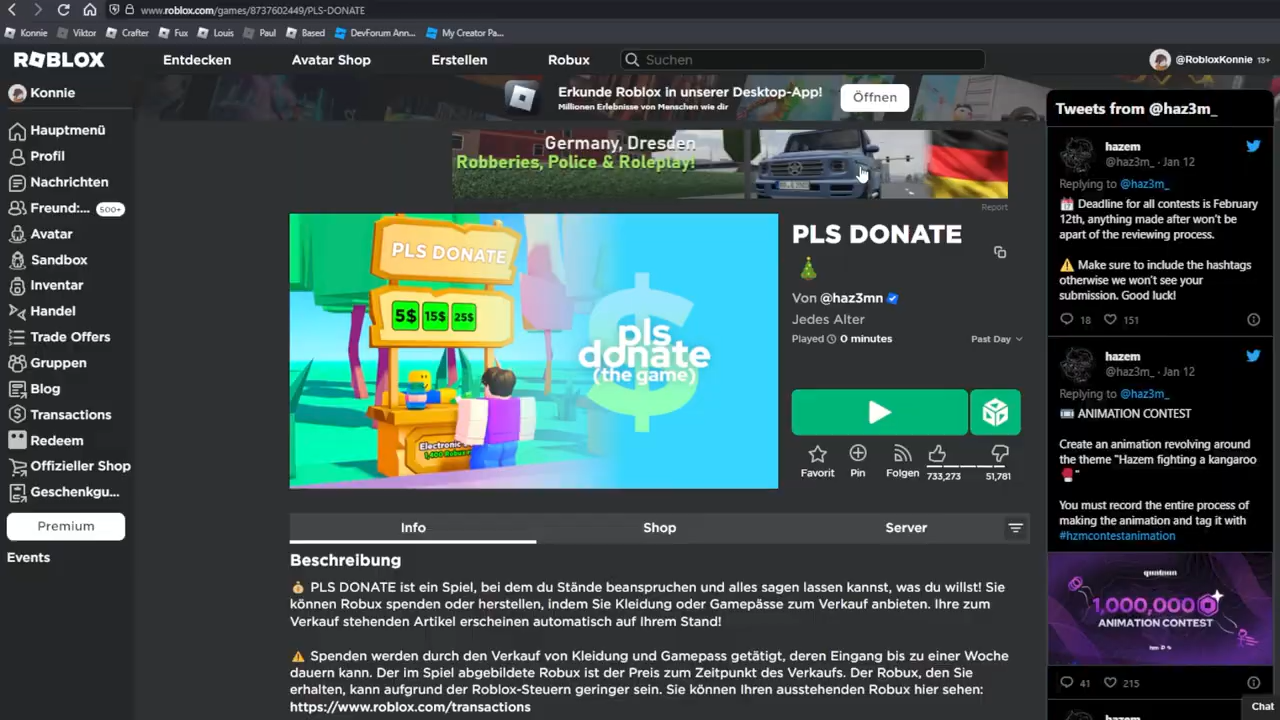 www.roblox.com/games/8737602449/PLS-DONATE
Konnie
Viktor
Crafter
Fux
Louis
Paul
Based
DevForum Ann...
My Creator Pa...
ROBLOX
Entdecken
Avatar Shop
Erstellen
Robux
Suchen
@RobloxKonnie 13+
Konnie
Hauptmenü
Profil
Nachrichten
Freund:... 500+
Avatar
Sandbox
Inventar
Handel
Trade Offers
Gruppen
Blog
Transactions
Redeem
Offizieller Shop
Geschenkgu...
Premium
Events
Erkunde Roblox in unserer Desktop-App!
Millionen Erlebnisse von Menschen wie dir
Öffnen
Germany, Dresden
Robberies, Police & Roleplay!
Report
PLS DONATE
5$ 15$ 25$
pls
donate
(the game)
PLS DONATE
🎄
Von @haz3mn
Jedes Alter
Played 0 minutes
Past Day
Favorit
Pin
Folgen
733,273
51,781
Info
Shop
Server
Beschreibung
💰 PLS DONATE ist ein Spiel, bei dem du Stände beanspruchen und alles sagen lassen kannst, was du willst! Sie
können Robux spenden oder herstellen, indem Sie Kleidung oder Gamepässe zum Verkauf anbieten. Ihre zum
Verkauf stehenden Artikel erscheinen automatisch auf Ihrem Stand!
⚠️ Spenden werden durch den Verkauf von Kleidung und Gamepass getätigt, deren Eingang bis zu einer Woche
dauern kann. Der im Spiel abgebildete Robux ist der Preis zum Zeitpunkt des Verkaufs. Der Robux, den Sie
erhalten, kann aufgrund der Roblox-Steuern geringer sein. Sie können Ihren ausstehenden Robux hier sehen:
https://www.roblox.com/transactions
Tweets from @haz3m_
hazem
@haz3m_ · Jan 12
Replying to @haz3m_
📅 Deadline for all contests is February
12th, anything made after won't be
apart of the reviewing process.
⚠️ Make sure to include the hashtags
otherwise we won't see your
submission. Good luck!
18
151
hazem
@haz3m_ · Jan 12
Replying to @haz3m_
ANIMATION CONTEST
Create an animation revolving around
the theme "Hazem fighting a kangaroo
🥊"
You must record the entire process of
making the animation and tag it with
#hzmcontestanimation
1,000,000
ANIMATION CONTEST
41
215
hazem
Chat